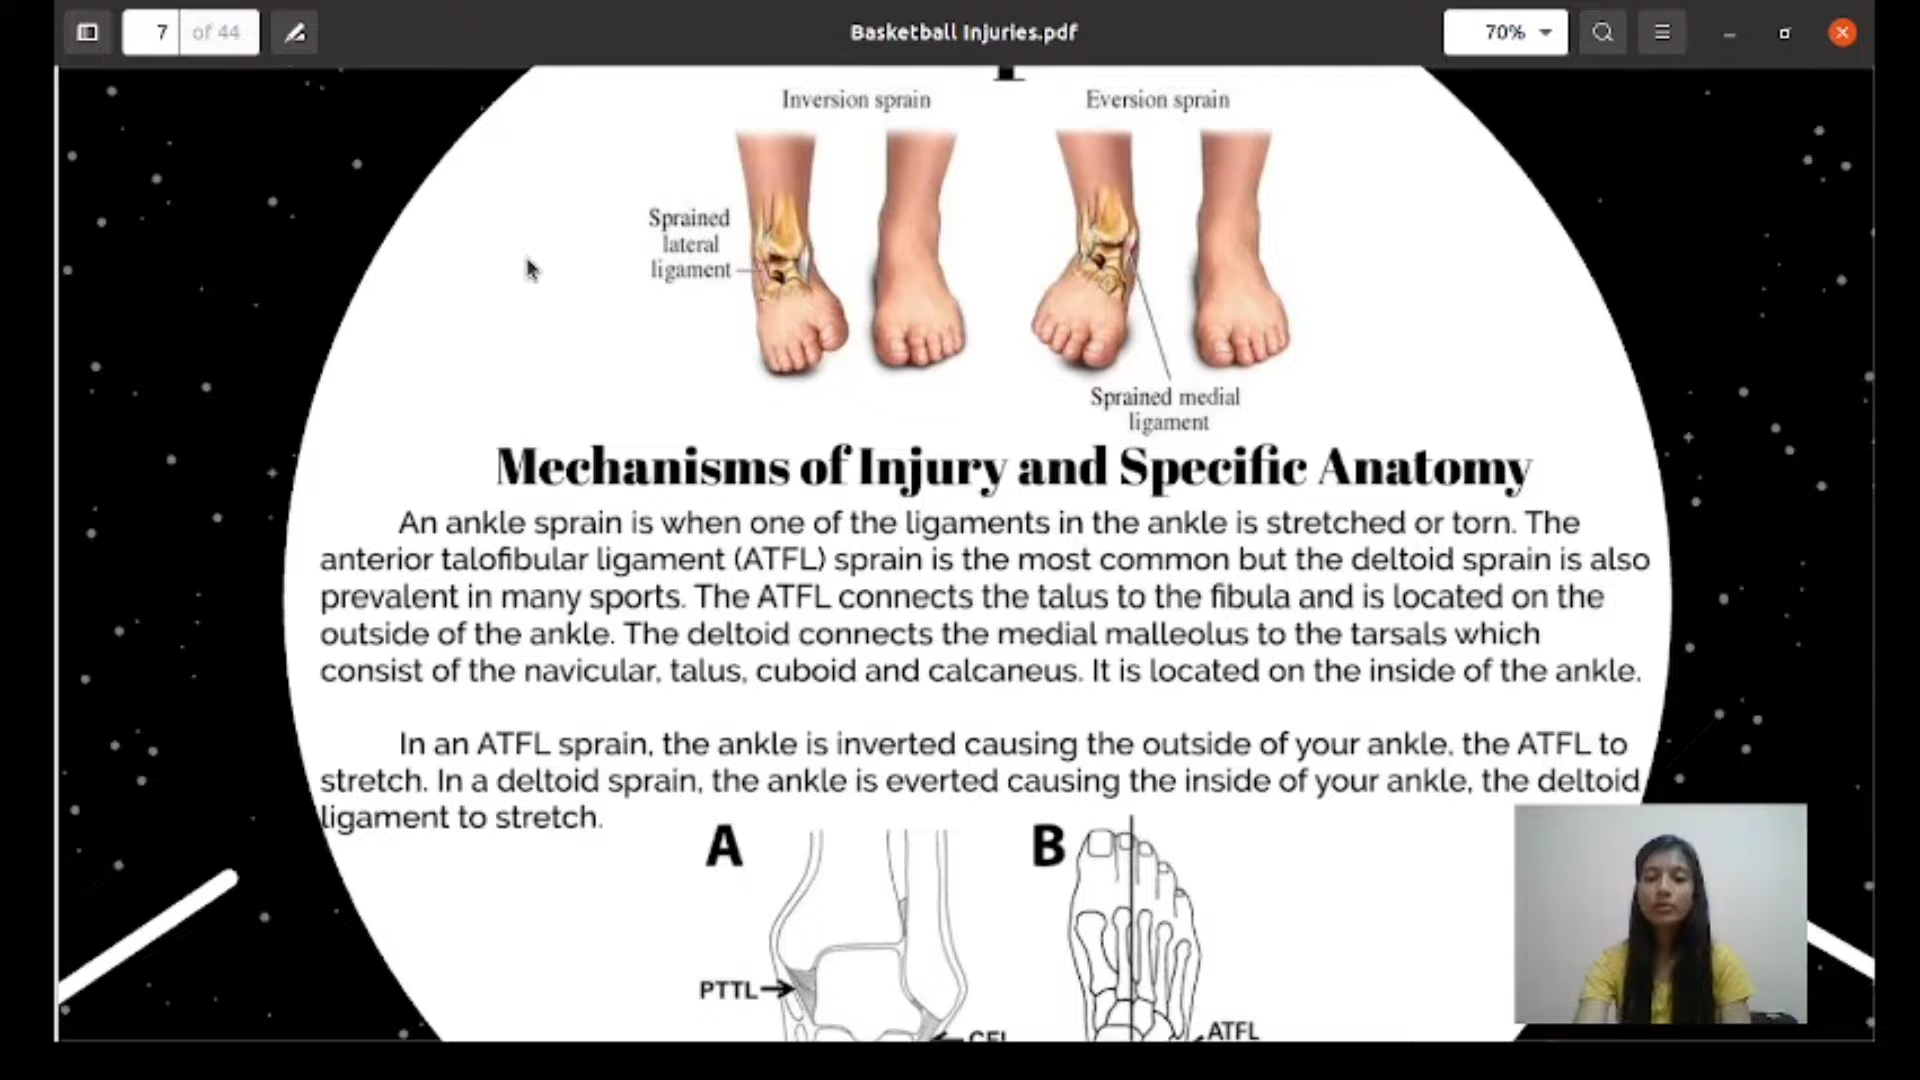 7 of 44
Basketball Injuries.pdf
70%
Inversion sprain
Eversion sprain
Sprained
lateral
ligament
Sprained medial
ligament
Mechanisms of Injury and Specific Anatomy
An ankle sprain is when one of the ligaments in the ankle is stretched or torn. The
anterior talofibular ligament (ATFL) sprain is the most common but the deltoid sprain is also
prevalent in many sports. The ATFL connects the talus to the fibula and is located on the
outside of the ankle. The deltoid connects the medial malleolus to the tarsals which
consist of the navicular, talus, cuboid and calcaneus. It is located on the inside of the ankle.
In an ATFL sprain, the ankle is inverted causing the outside of your ankle, the ATFL to
stretch. In a deltoid sprain, the ankle is everted causing the inside of your ankle, the deltoid
ligament to stretch.
A
B
PTTL
ATFL